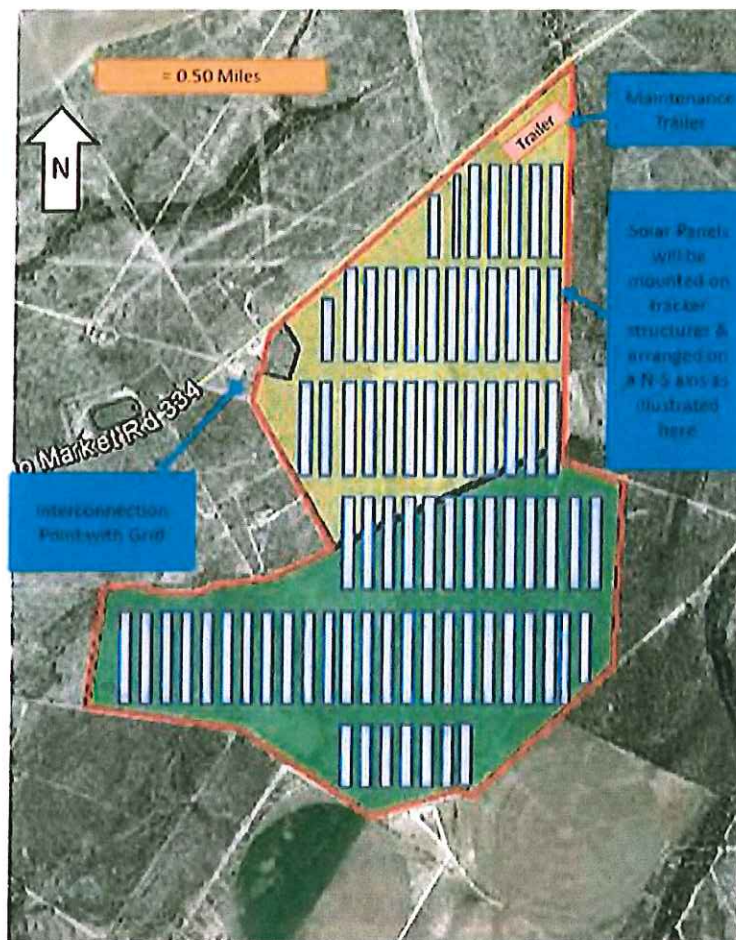 = 0.50 Miles
Maintenance
Trailer
Trailer
N
Solar Panels
will be
mounted on
tracker
structures &
arranged on
a N-S axis as
illustrated
here
o Market Rd 334
Interconnection
Point with Grid